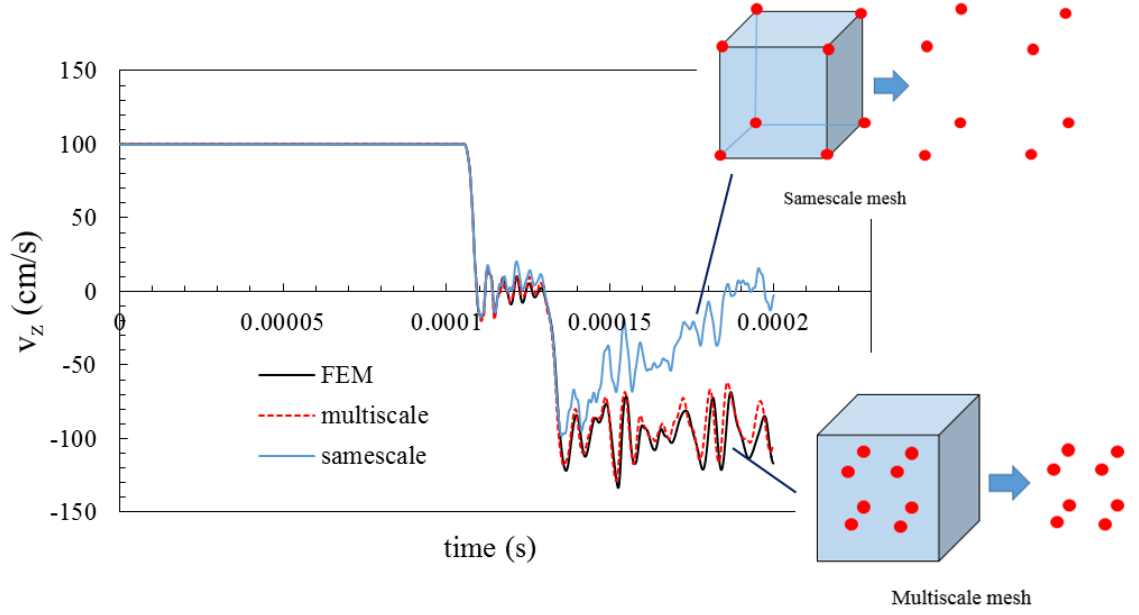 150
100
50
0
-50
-100
-150
0
0.00005
0.0001
0.00015
0.0002
v_z (cm/s)
time (s)
FEM
multiscale
samescale
Samescale mesh
Multiscale mesh